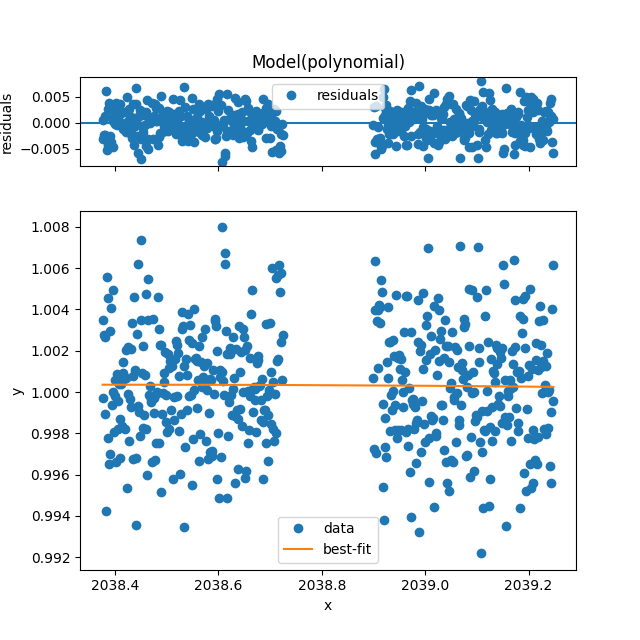 Model(polynomial)
0.005
0.000
−0.005
residuals
residuals
1.008
1.006
1.004
1.002
1.000
0.998
0.996
0.994
0.992
y
data
best-fit
2038.4 2038.6 2038.8 2039.0 2039.2
x